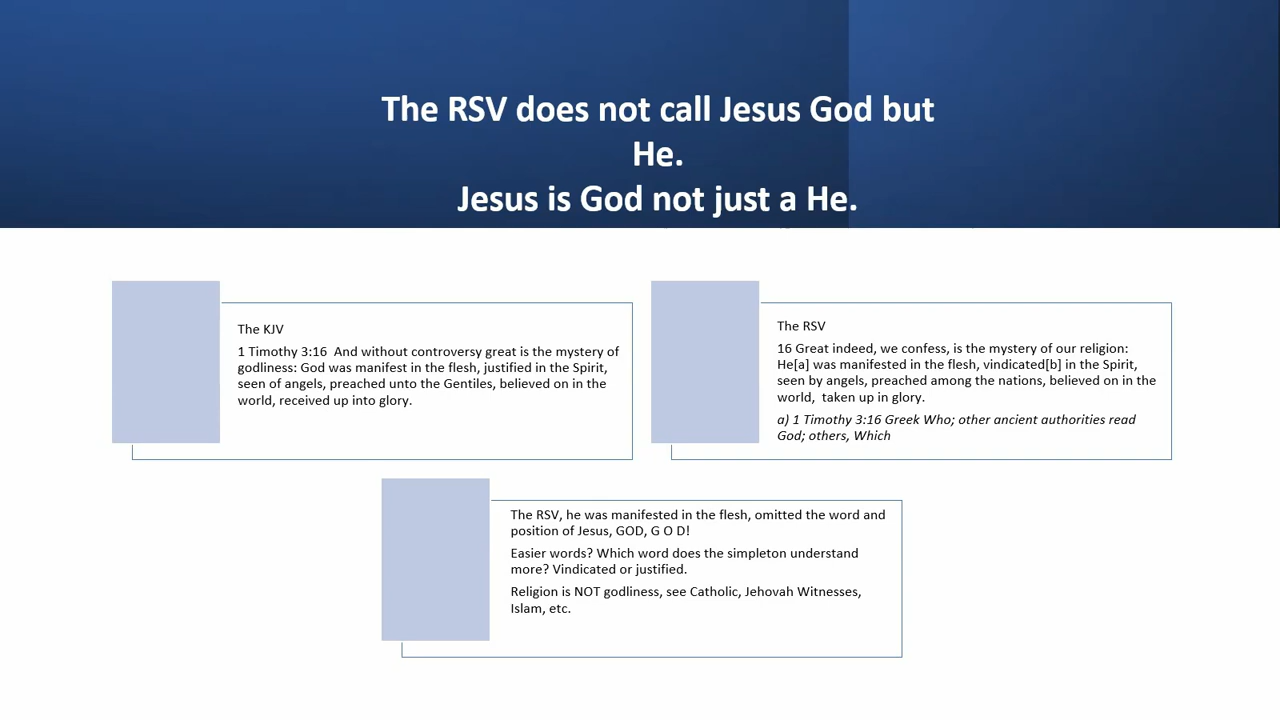 The RSV does not call Jesus God but
He.
Jesus is God not just a He.
The KJV
1 Timothy 3:16  And without controversy great is the mystery of
godliness: God was manifest in the flesh, justified in the Spirit,
seen of angels, preached unto the Gentiles, believed on in the
world, received up into glory.
The RSV
16 Great indeed, we confess, is the mystery of our religion:
He[a] was manifested in the flesh, vindicated[b] in the Spirit,
seen by angels, preached among the nations, believed on in the
world,  taken up in glory.
a) 1 Timothy 3:16 Greek Who; other ancient authorities read
God; others, Which
The RSV, he was manifested in the flesh, omitted the word and
position of Jesus, GOD, G O D!
Easier words? Which word does the simpleton understand
more? Vindicated or justified.
Religion is NOT godliness, see Catholic, Jehovah Witnesses,
Islam, etc.